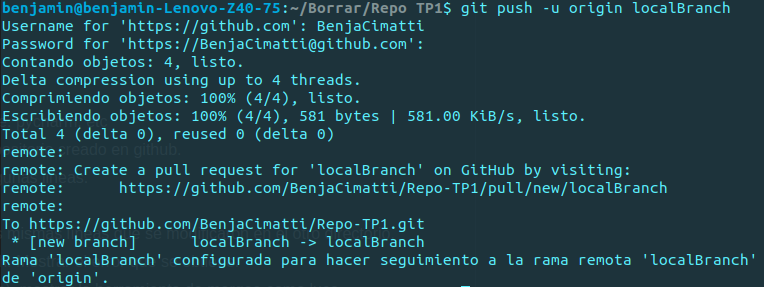 benjamin@benjamin-Lenovo-Z40-75:~/Borrar/Repo TP1$ git push -u origin localBranch
Username for 'https://github.com': BenjaCimatti
Password for 'https://BenjaCimatti@github.com':
Contando objetos: 4, listo.
Delta compression using up to 4 threads.
Comprimiendo objetos: 100% (4/4), listo.
Escribiendo objetos: 100% (4/4), 581 bytes | 581.00 KiB/s, listo.
Total 4 (delta 0), reused 0 (delta 0)
remote:
remote: Create a pull request for 'localBranch' on GitHub by visiting:
remote:      https://github.com/BenjaCimatti/Repo-TP1/pull/new/localBranch
remote:
To https://github.com/BenjaCimatti/Repo-TP1.git
 * [new branch]      localBranch -> localBranch
Rama 'localBranch' configurada para hacer seguimiento a la rama remota 'localBranch'
de 'origin'.